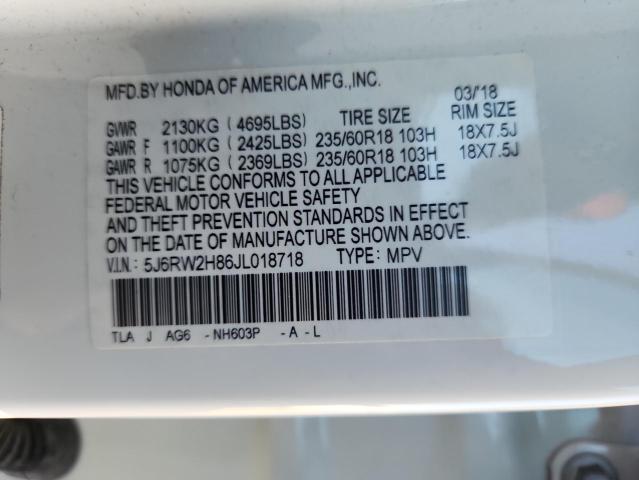 MFD.BY HONDA OF AMERICA MFG.,INC. 03/'18
GVWR 2130KG (4695LBS) TIRE SIZE RIM SIZE
GAWR F 1100KG (2425LBS) 235/60R18 103H 18X7.5J
GAWR R 1075KG (2369LBS) 235/60R18 103H 18X7.5J
THIS VEHICLE CONFORMS TO ALL APPLICABLE
FEDERAL MOTOR VEHICLE SAFETY
AND THEFT PREVENTION STANDARDS IN EFFECT
ON THE DATE OF MANUFACTURE SHOWN ABOVE.
V.I.N.: 5J6RW2H86JL018718 TYPE: MPV
TLA J AG6 -NH603P -A-L